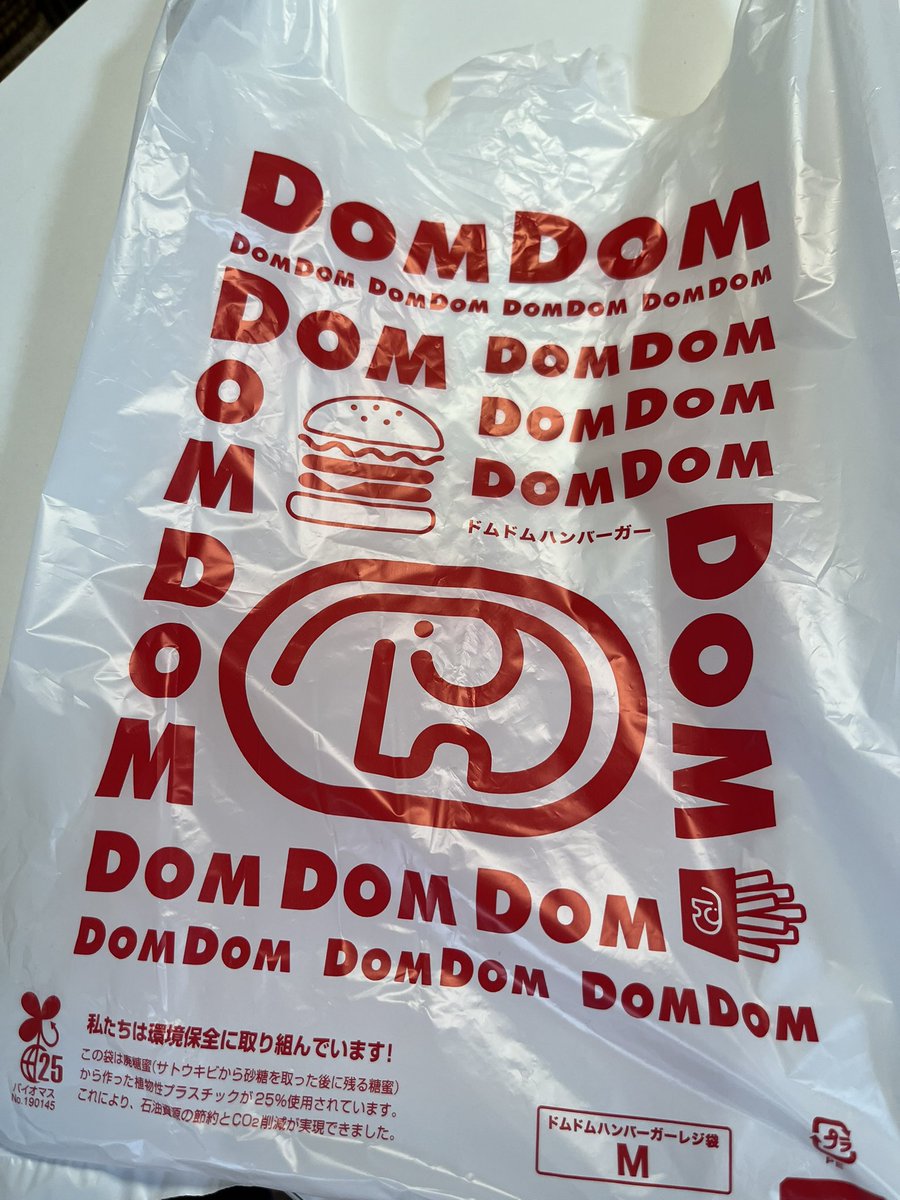 DOMDOM
DOMDOM DOMDOM DOMDOM DOMDOM
DOM
DOMDOM
DOMDOM
DOMDOM
DOMDOM
ドムドムハンバーガー
DOM
DOMDOMDOM
DOMDOM DOMDOM DOMDOM
25
バイオマス
No.190145
私たちは環境保全に取り組んでいます!
この袋は廃糖蜜(サトウキビから砂糖を取った後に残る糖蜜)
から作った植物性プラスチックが25%使用されています。
これにより、石油資源の節約とCO2削減が実現できました。
ドムドムハンバーガーレジ袋
M
プラ
PE